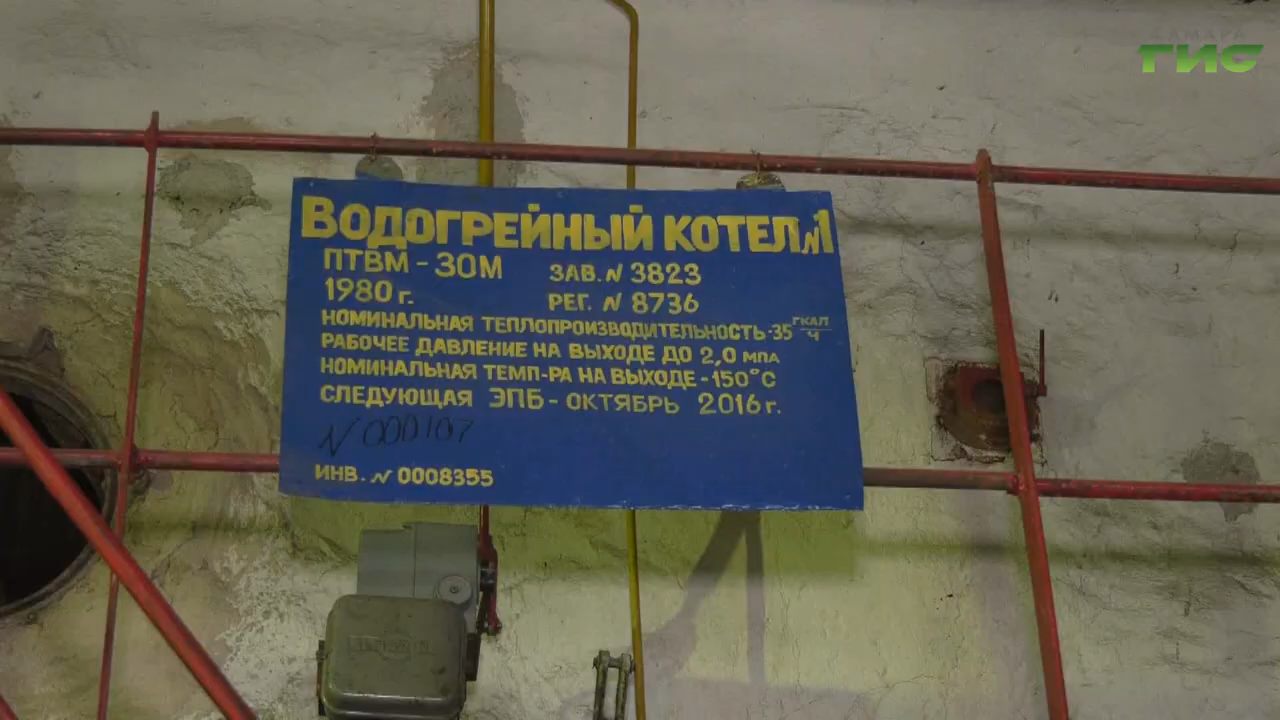 САМАРА
ГИС
ВОДОГРЕЙНЫЙ КОТЕЛ №1
ПТВМ - 30М ЗАВ. № 3823
1980 г. РЕГ. № 8736
НОМИНАЛЬНАЯ ТЕПЛОПРОИЗВОДИТЕЛЬНОСТЬ - 35 ГКАЛ/Ч
РАБОЧЕЕ ДАВЛЕНИЕ НА ВЫХОДЕ ДО 2,0 МПА
НОМИНАЛЬНАЯ ТЕМП-РА НА ВЫХОДЕ - 150°С
СЛЕДУЮЩАЯ ЭПБ - ОКТЯБРЬ 2016 г.
N 000107
ИНВ. № 0008355